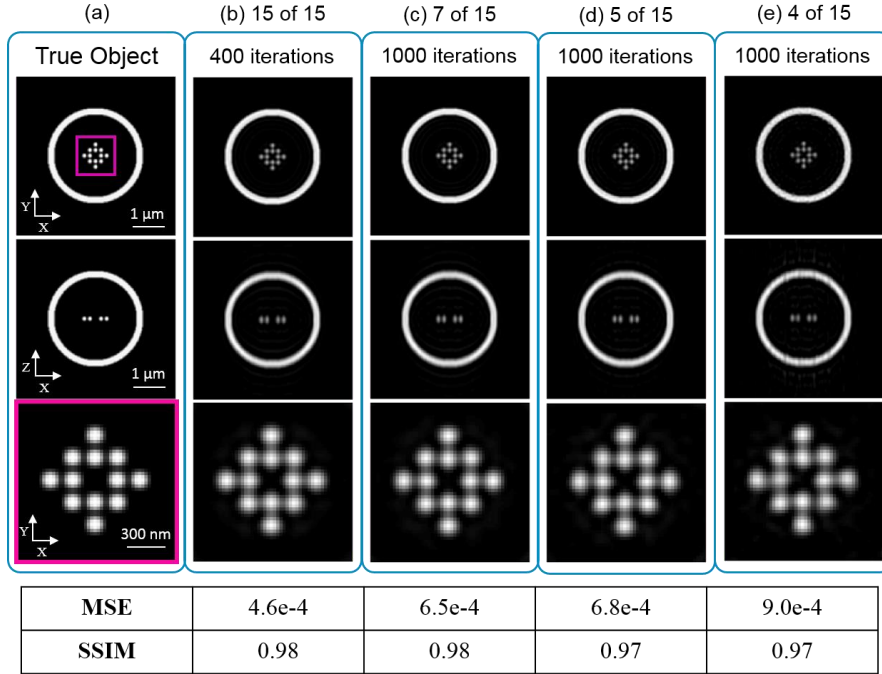 (a) (b) 15 of 15 (c) 7 of 15 (d) 5 of 15 (e) 4 of 15
True Object 400 iterations 1000 iterations 1000 iterations 1000 iterations
Y
X
1 μm
Z
X
1 μm
Y
X
300 nm
MSE 4.6e-4 6.5e-4 6.8e-4 9.0e-4
SSIM 0.98 0.98 0.97 0.97